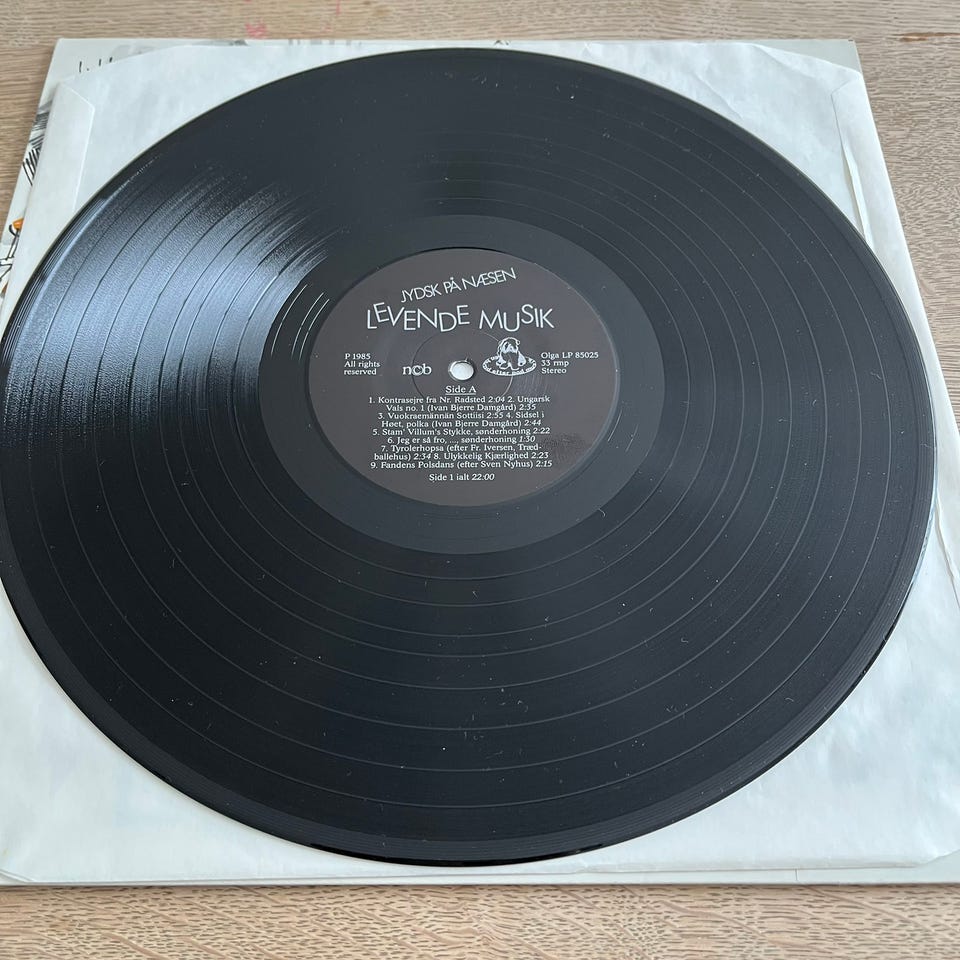 JYDSK PÅ NÆSEN
LEVENDE MUSIK
P 1985
All rights
reserved
ncb
Olga LP 85025
33 rmp
Stereo
Side A
1. Kontrasejre fra Nr. Radsted 2:04 2. Ungarsk
Vals no. 1 (Ivan Bjerre Damgård) 2:35
3. Vuokraemännän Sottiisi 2:55 4. Sidsel i
Høet, polka (Ivan Bjerre Damgård) 2:44
5. Stam' Villum's Stykke, sønderhoning 2:22
6. Jeg er så fro, ..., sønderhoning 1:30
7. Tyrolerhopsa (efter Fr. Iversen, Træd-
ballehus) 2:34 8. Ulykkelig Kjærlighed 2:23
9. Fandens Polsdans (efter Sven Nyhus) 2:15
Side 1 ialt 22:00